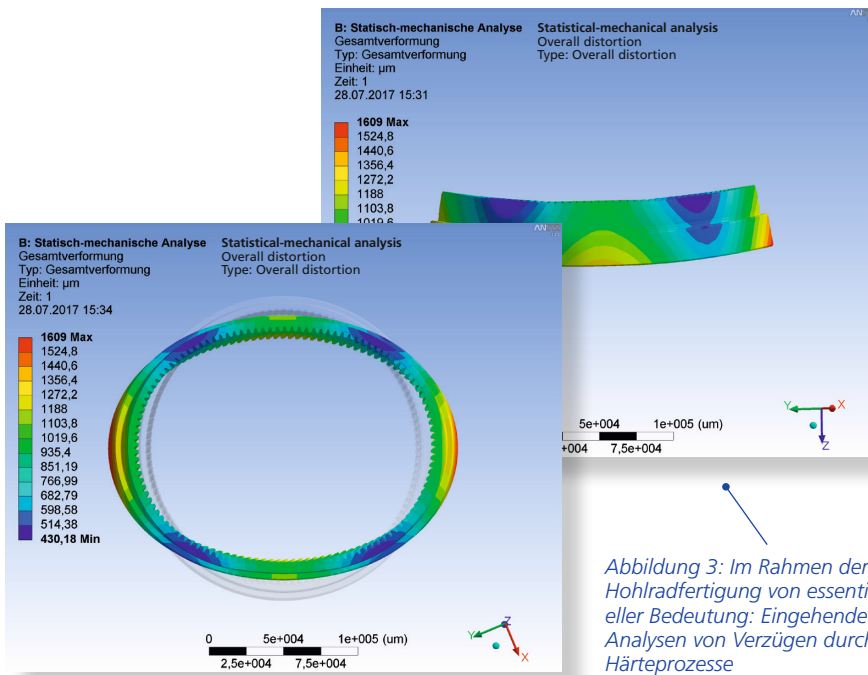 B: Statisch-mechanische Analyse
Gesamtverformung
Typ: Gesamtverformung
Einheit: µm
Zeit: 1
28.07.2017 15:31
Statistical-mechanical analysis
Overall distortion
Type: Overall distortion
1609 Max
1524,8
1440,6
1356,4
1272,2
1188
1103,8
1019,6
5e+004 1e+005 (um)
+004 7,5e+004
Y X
Z
B: Statisch-mechanische Analyse
Gesamtverformung
Typ: Gesamtverformung
Einheit: µm
Zeit: 1
28.07.2017 15:34
Statistical-mechanical analysis
Overall distortion
Type: Overall distortion
1609 Max
1524,8
1440,6
1356,4
1272,2
1188
1103,8
1019,6
935,4
851,19
766,99
682,79
598,58
514,38
430,18 Min
0 5e+004 1e+005 (um)
2,5e+004 7,5e+004
Z
Y
X
Abbildung 3: Im Rahmen der
Hohlradfertigung von essenti
eller Bedeutung: Eingehende
Analysen von Verzügen durch
Härteprozesse